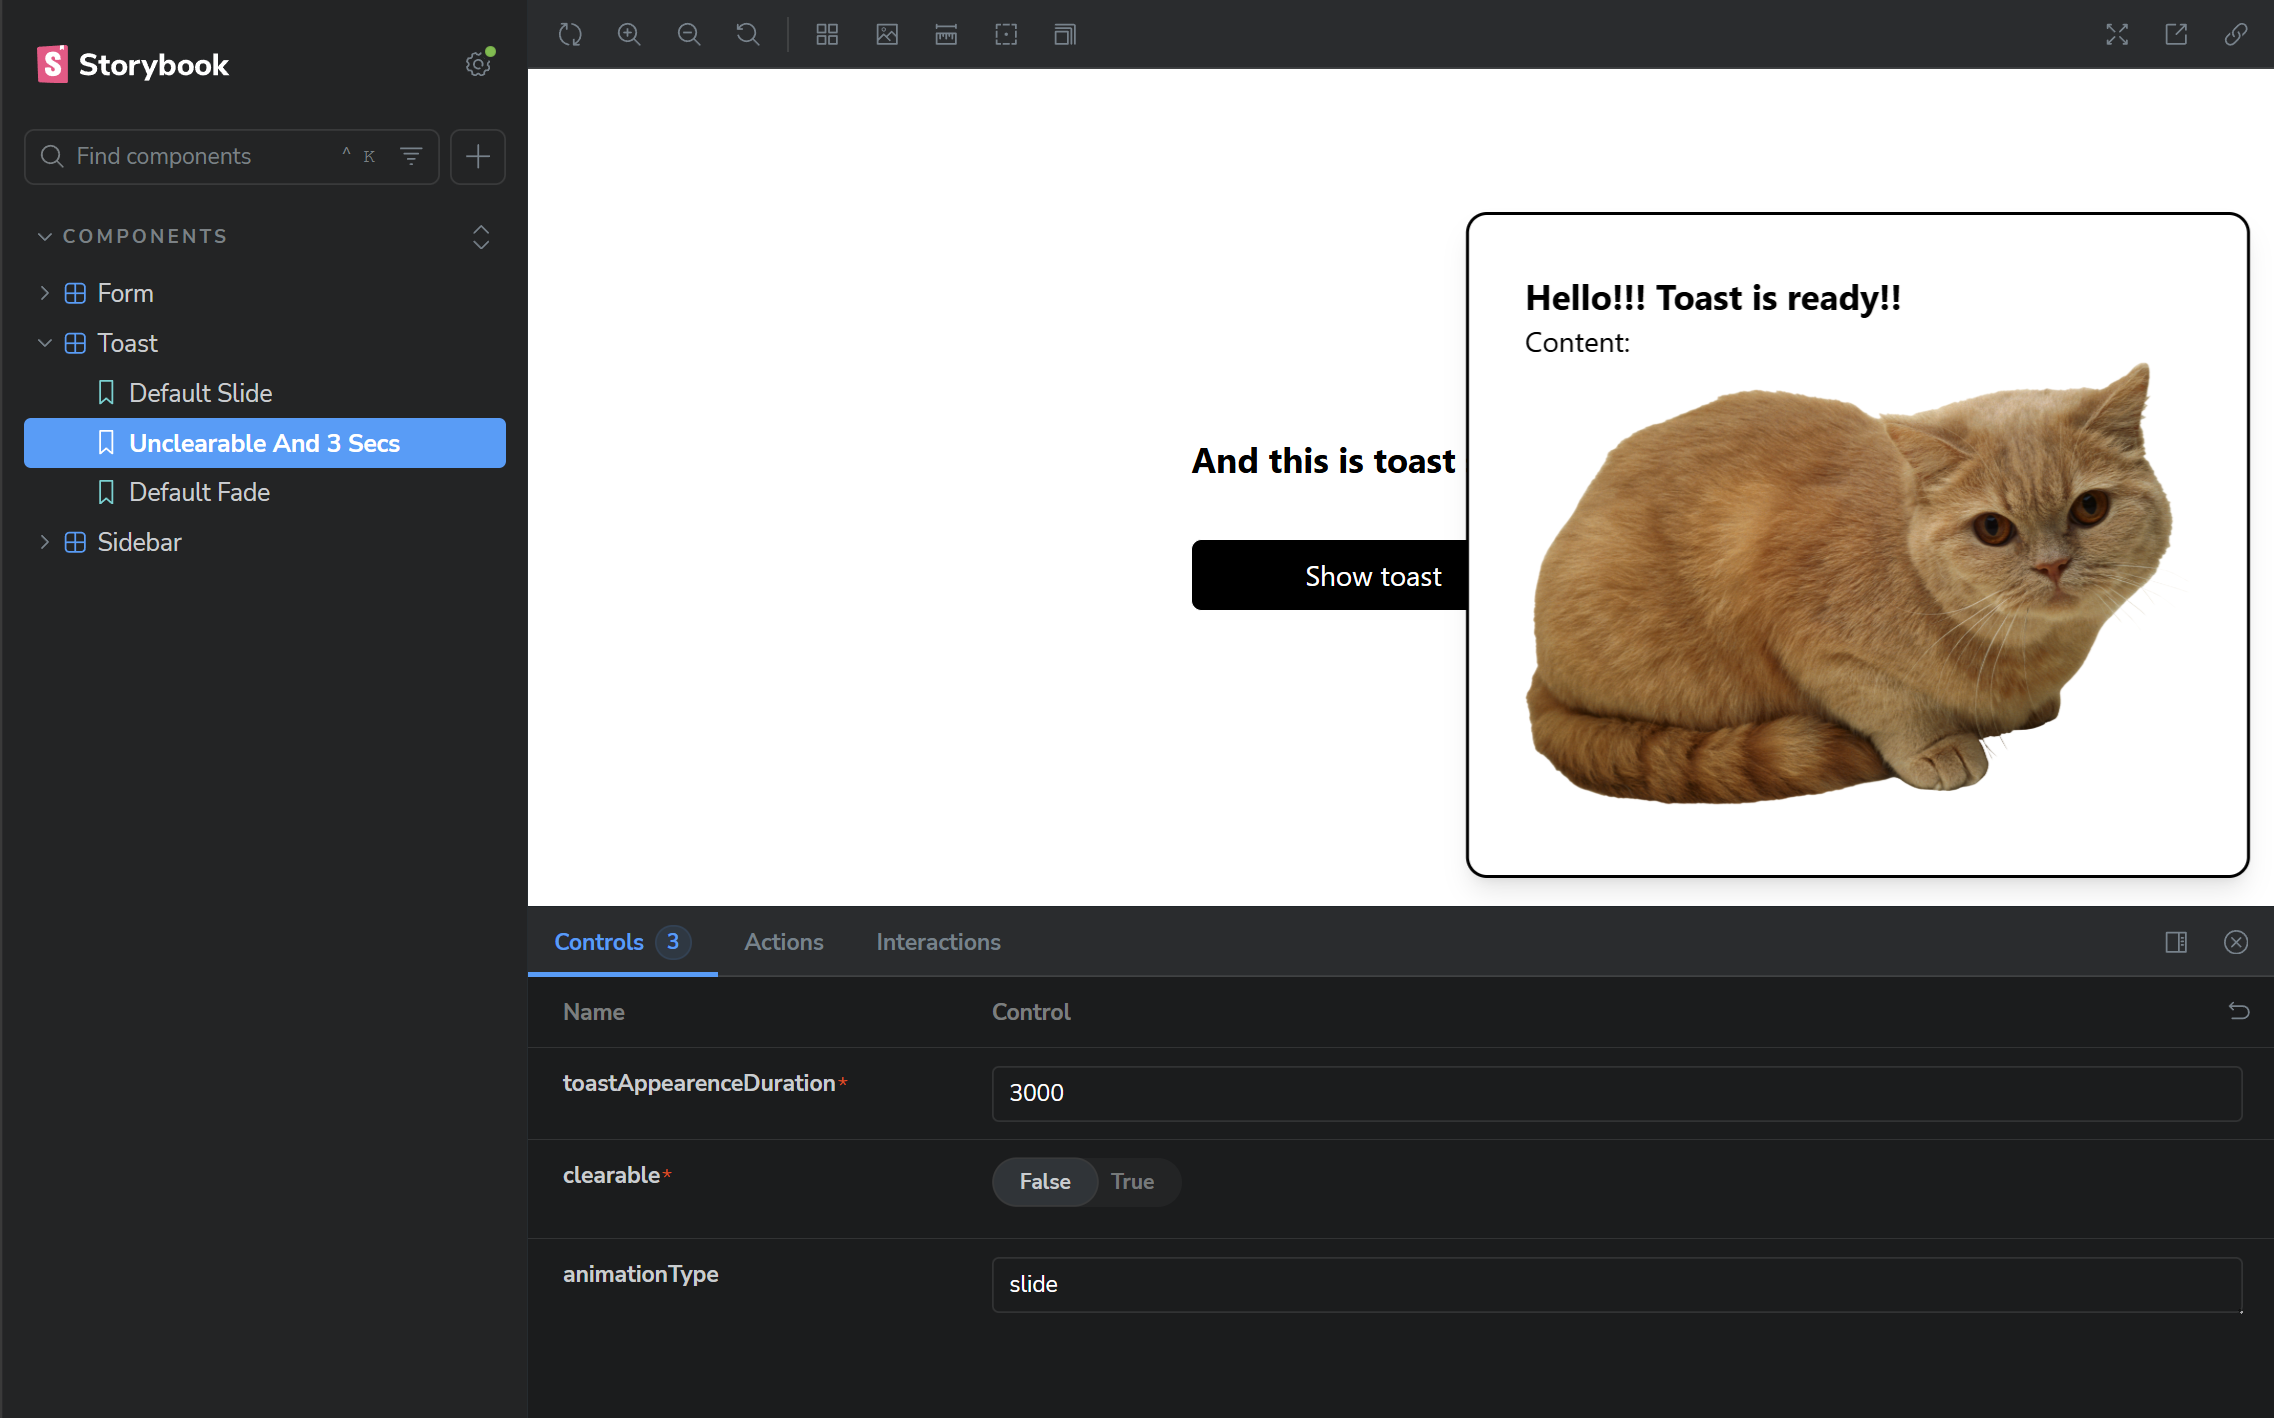 Storybook
Find components
^ K
COMPONENTS
Form
Toast
Default Slide
Unclearable And 3 Secs
Default Fade
Sidebar
Hello!!! Toast is ready!!
Content:
And this is toast
Show toast
Controls 3 Actions Interactions
Name Control
toastAppearenceDuration* 3000
clearable* False True
animationType slide